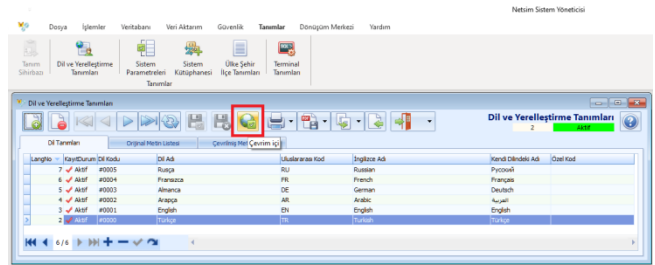 Netsim Sistem Yöneticisi
Dosya İşlemler Veritabanı Veri Aktarım Güvenlik Tanımlar Dönüşüm Merkezi Yardım
Tanım Sihirbazı
Dil ve Yerelleştirme Tanımları
Sistem Parametreleri
Sistem Kütüphanesi
Ülke Şehir İlçe Tanımları
Terminal Tanımları
Tanımlar
Dil ve Yerelleştirme Tanımları
Dil ve Yerelleştirme Tanımları
2 Aktif
Dil Tanımları Orijinal Metin Listesi Çevrilmiş Met Çevrim içi
LangNo KayıtDurum Dil Kodu Dil Adı Uluslararası Kod İngilizce Adı Kendi Dilindeki Adı Özel Kod
7 Aktif #0005 Rusça RU Russian Русский
6 Aktif #0004 Fransızca FR French Français
5 Aktif #0003 Almanca DE German Deutsch
4 Aktif #0002 Arapça AR Arabic العربية
3 Aktif #0001 English EN English English
2 Aktif #0000 Türkçe TR Turkish Türkçe
6 / 6